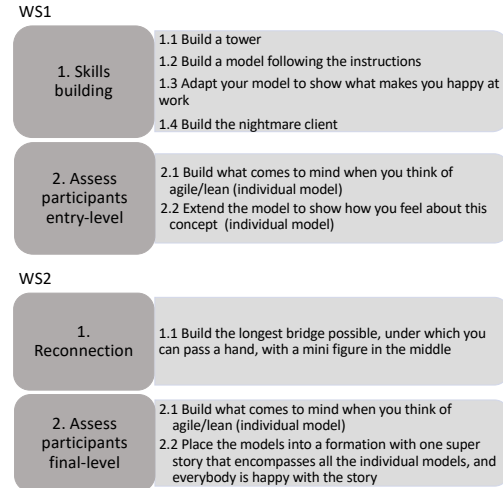 WS1
1. Skills
building
1.1 Build a tower
1.2 Build a model following the instructions
1.3 Adapt your model to show what makes you happy at
work
1.4 Build the nightmare client
2. Assess
participants
entry-level
2.1 Build what comes to mind when you think of
agile/lean (individual model)
2.2 Extend the model to show how you feel about this
concept (individual model)
WS2
1.
Reconnection
1.1 Build the longest bridge possible, under which you
can pass a hand, with a mini figure in the middle
2. Assess
participants
final-level
2.1 Build what comes to mind when you think of
agile/lean (individual model)
2.2 Place the models into a formation with one super
story that encompasses all the individual models, and
everybody is happy with the story